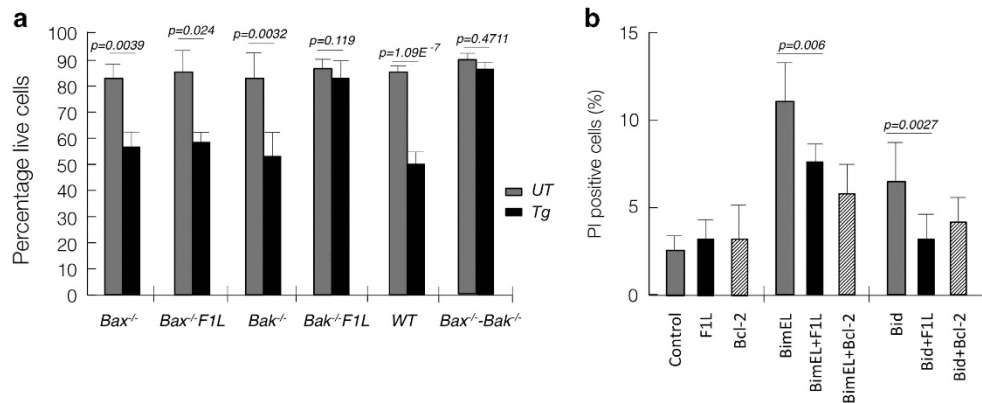 a
p=0.0039
p=0.024
p=0.0032
p=0.119
p=1.09E⁻⁷
p=0.4711
Percentage live cells
100
90
80
70
60
50
40
30
20
10
0
UT
Tg
Bax⁻/⁻
Bax⁻/⁻F1L
Bak⁻/⁻
Bak⁻/⁻F1L
WT
Bax⁻/⁻-Bak⁻/⁻
b
p=0.006
p=0.0027
PI positive cells (%)
15
10
5
0
Control
F1L
Bcl-2
BimEL
BimEL+F1L
BimEL+Bcl-2
Bid
Bid+F1L
Bid+Bcl-2